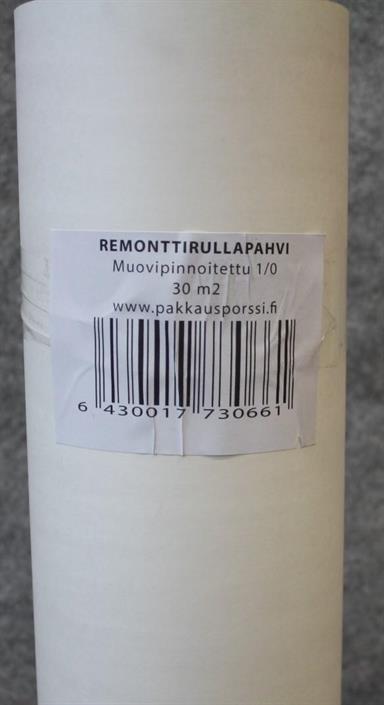 REMONTTIRULLAPAHVI
Muovipinnoitettu 1/0
30 m2
www.pakkausporssi.fi
6 430017 730661